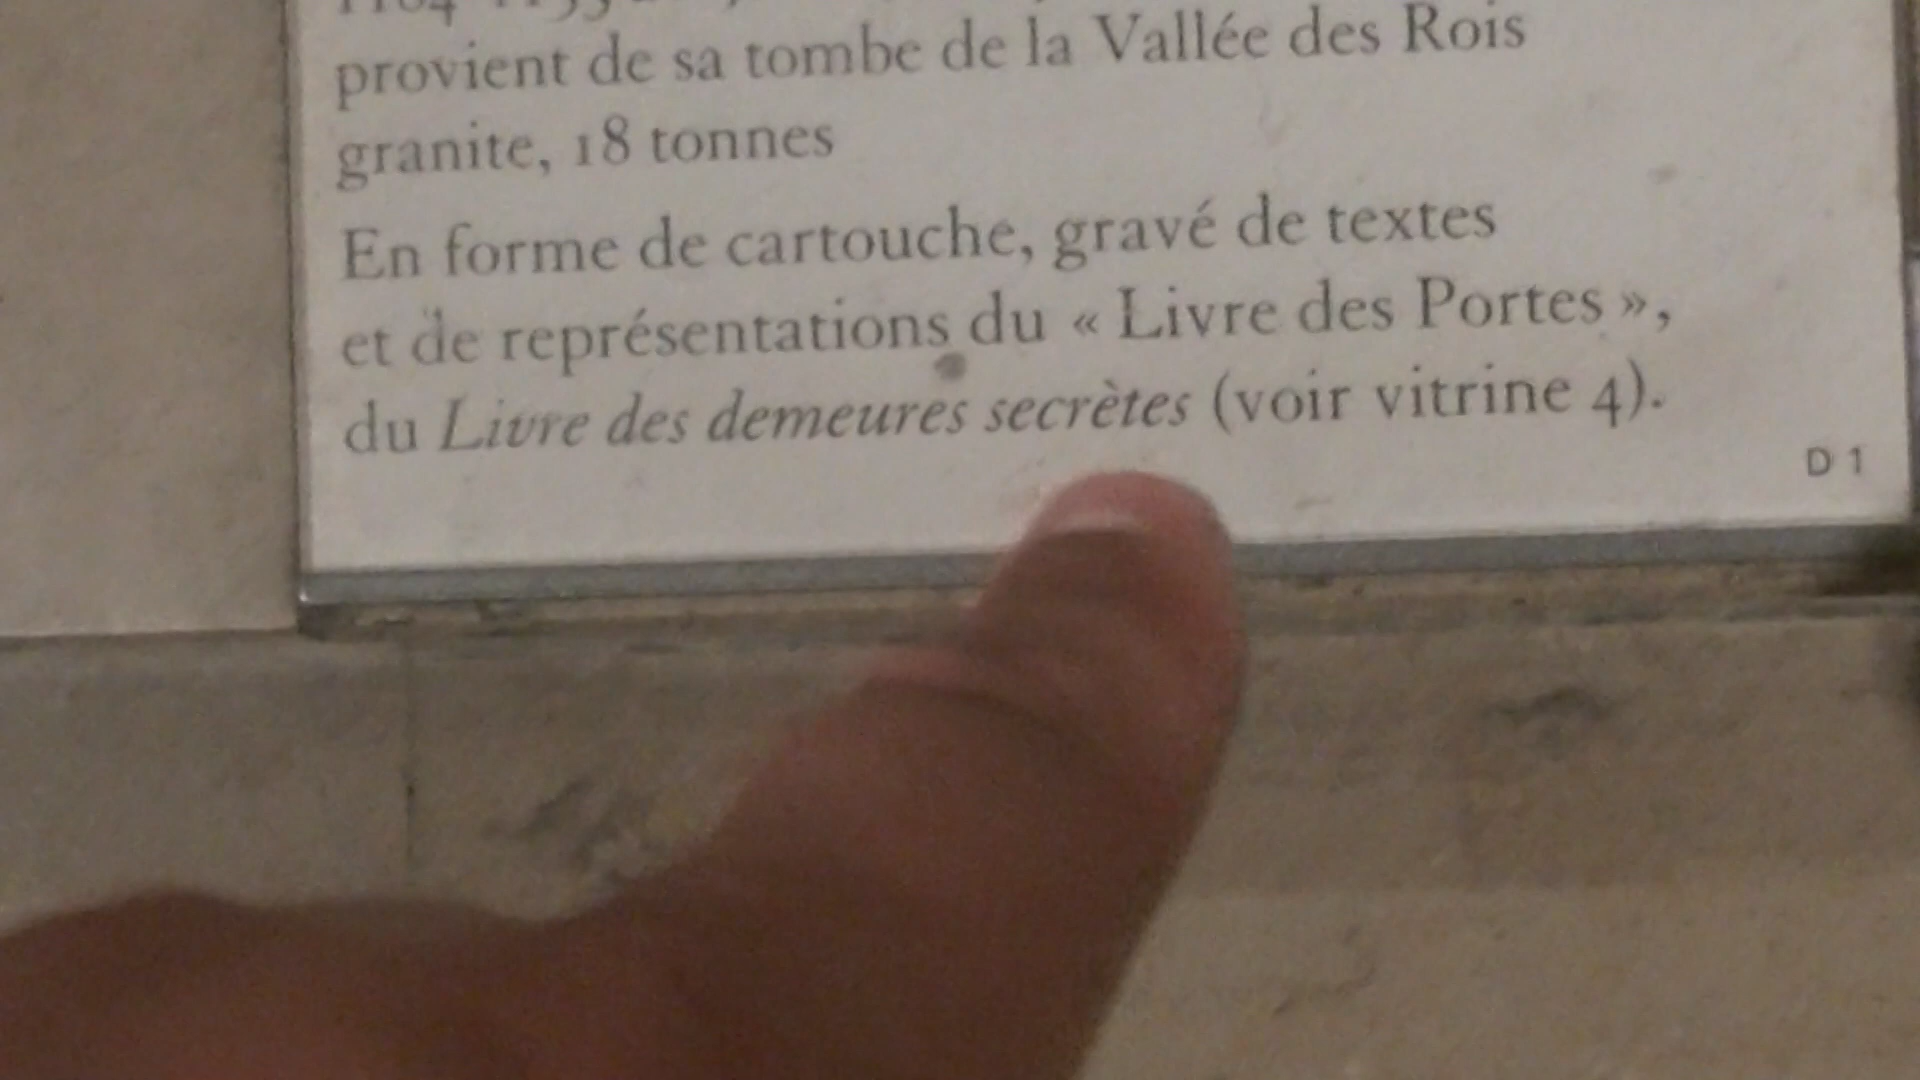 provient de sa tombe de la Vallée des Rois
granite, 18 tonnes
En forme de cartouche, gravé de textes
et de représentations du « Livre des Portes »,
du Livre des demeures secrètes (voir vitrine 4).
D 1